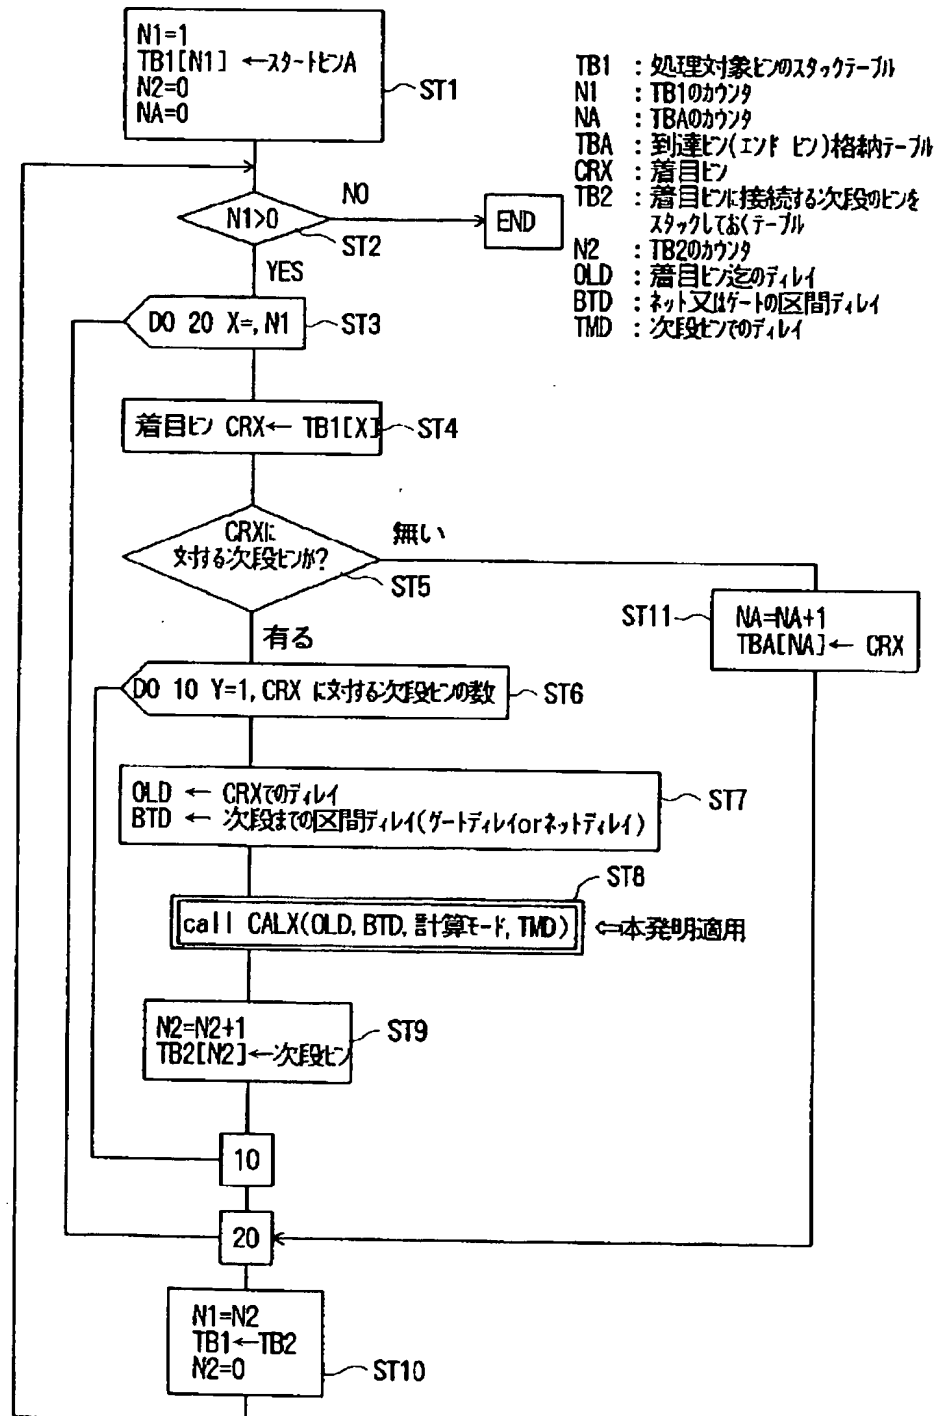 N1=1
TB1[N1] ←スタートピンA
N2=0
NA=0
ST1
TB1 : 処理対象ピンのスタックテーブル
N1 : TB1のカウンタ
NA : TBAのカウンタ
TBA : 到達ピン(エンド ピン)格納テーブル
CRX : 着目ピン
TB2 : 着目ピンに接続する次段のピンを
スタックしておくテーブル
N2 : TB2のカウンタ
OLD : 着目ピン迄のディレイ
BTD : ネット又はゲートの区間ディレイ
TMD : 次段ピンでのディレイ
N1>0
NO
END
ST2
YES
DO 20 X=, N1
ST3
着目ピン CRX← TB1[X]
ST4
CRXに
対する次段ピンが?
無い
ST5
有る
ST11
NA=NA+1
TBA[NA]← CRX
DO 10 Y=1, CRX に対する次段ピンの数
ST6
OLD ← CRXでのディレイ
BTD ← 次段までの区間ディレイ(ゲートディレイorネットディレイ)
ST7
ST8
call CALX(OLD, BTD, 計算モード, TMD)
⇐本発明適用
N2=N2+1
TB2[N2]←次段ピン
ST9
10
20
N1=N2
TB1←TB2
N2=0
ST10